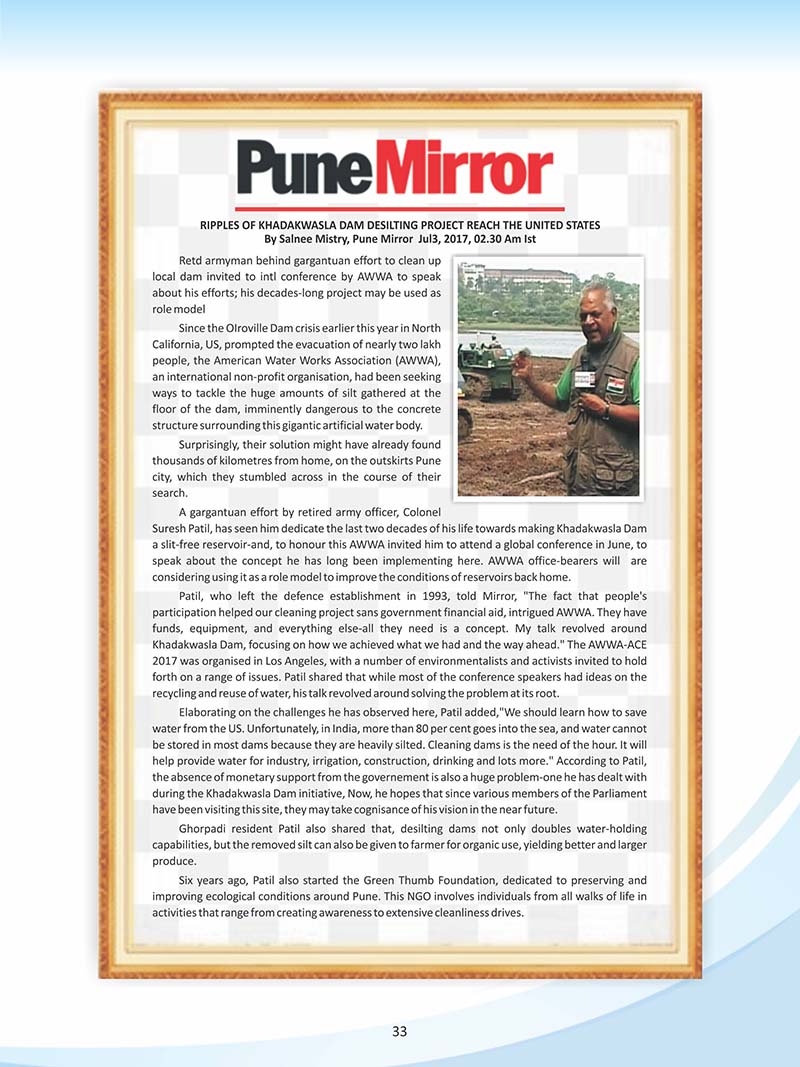 PuneMirror
RIPPLES OF KHADAKWASLA DAM DESILTING PROJECT REACH THE UNITED STATES
By Salnee Mistry, Pune Mirror Jul3, 2017, 02.30 Am Ist
Retd armyman behind gargantuan effort to clean up
local dam invited to intl conference by AWWA to speak
about his efforts; his decades-long project may be used as
role model
Since the Olroville Dam crisis earlier this year in North
California, US, prompted the evacuation of nearly two lakh
people, the American Water Works Association (AWWA),
an international non-profit organisation, had been seeking
ways to tackle the huge amounts of silt gathered at the
floor of the dam, imminently dangerous to the concrete
structure surrounding this gigantic artificial water body.
Surprisingly, their solution might have already found
thousands of kilometres from home, on the outskirts Pune
city, which they stumbled across in the course of their
search.
A gargantuan effort by retired army officer, Colonel
Suresh Patil, has seen him dedicate the last two decades of his life towards making Khadakwasla Dam
a slit-free reservoir-and, to honour this AWWA invited him to attend a global conference in June, to
speak about the concept he has long been implementing here. AWWA office-bearers will are
considering using it as a role model to improve the conditions of reservoirs back home.
Patil, who left the defence establishment in 1993, told Mirror, "The fact that people's
participation helped our cleaning project sans government financial aid, intrigued AWWA. They have
funds, equipment, and everything else-all they need is a concept. My talk revolved around
Khadakwasla Dam, focusing on how we achieved what we had and the way ahead." The AWWA-ACE
2017 was organised in Los Angeles, with a number of environmentalists and activists invited to hold
forth on a range of issues. Patil shared that while most of the conference speakers had ideas on the
recycling and reuse of water, his talk revolved around solving the problem at its root.
Elaborating on the challenges he has observed here, Patil added,"We should learn how to save
water from the US. Unfortunately, in India, more than 80 per cent goes into the sea, and water cannot
be stored in most dams because they are heavily silted. Cleaning dams is the need of the hour. It will
help provide water for industry, irrigation, construction, drinking and lots more." According to Patil,
the absence of monetary support from the governement is also a huge problem-one he has dealt with
during the Khadakwasla Dam initiative, Now, he hopes that since various members of the Parliament
have been visiting this site, they may take cognisance of his vision in the near future.
Ghorpadi resident Patil also shared that, desilting dams not only doubles water-holding
capabilities, but the removed silt can also be given to farmer for organic use, yielding better and larger
produce.
Six years ago, Patil also started the Green Thumb Foundation, dedicated to preserving and
improving ecological conditions around Pune. This NGO involves individuals from all walks of life in
activities that range from creating awareness to extensive cleanliness drives.
33